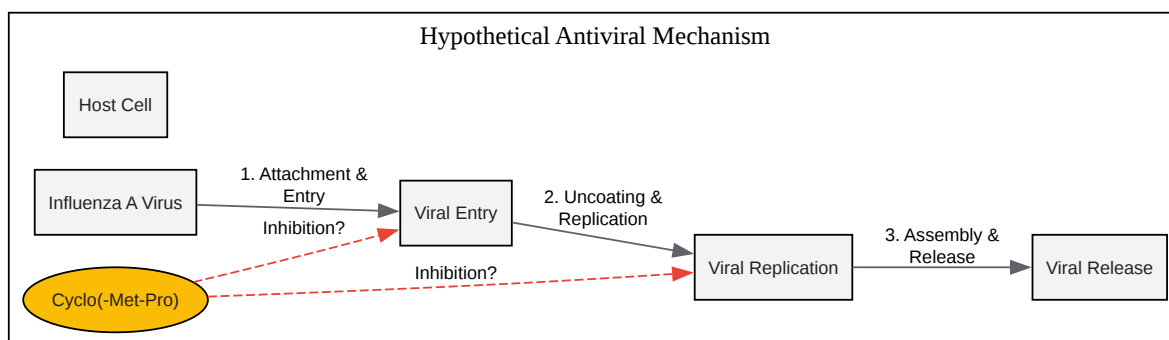 Hypothetical Antiviral Mechanism
Host Cell
Influenza A Virus
1. Attachment &
Entry
Viral Entry
Inhibition?
2. Uncoating &
Replication
Cyclo(-Met-Pro)
Inhibition?
Viral Replication
3. Assembly &
Release
Viral Release